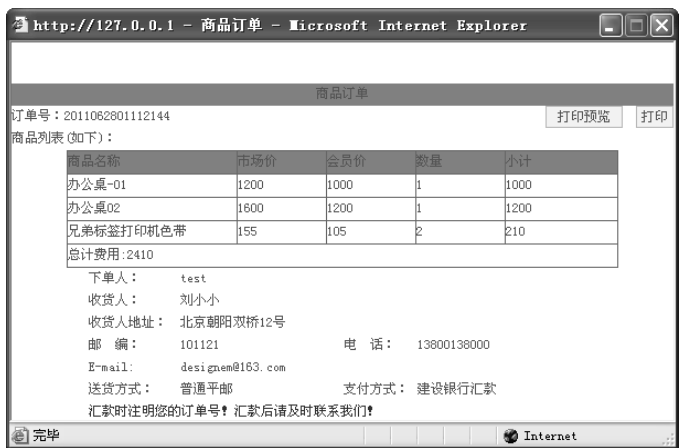 http://127.0.0.1 - 商品订单 - Microsoft Internet Explorer
商品订单
订单号：2011062801112144 打印预览 打印
商品列表(如下)：
商品名称 市场价 会员价 数量 小计
办公桌-01 1200 1000 1 1000
办公桌02 1600 1200 1 1200
兄弟标签打印机色带 155 105 2 210
总计费用:2410
下单人： test
收货人： 刘小小
收货人地址： 北京朝阳双桥12号
邮 编： 101121 电 话： 13800138000
E-mail: designem@163.com
送货方式： 普通平邮 支付方式： 建设银行汇款
汇款时注明您的订单号！汇款后请及时联系我们！
完毕 Internet